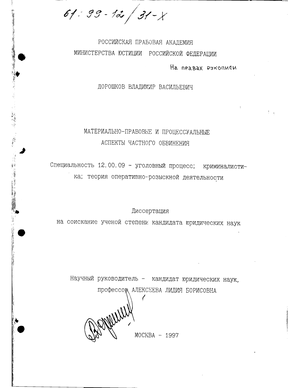 61:99-12/31-X
РОССИЙСКАЯ ПРАВОВАЯ АКАДЕМИЯ
МИНИСТЕРСТВА ЮСТИЦИИ РОССИЙСКОЙ ФЕДЕРАЦИИ
На правах рукописи
ДОРОШКОВ ВЛАДИМИР ВАСИЛЬЕВИЧ
МАТЕРИАЛЬНО-ПРАВОВЫЕ И ПРОЦЕССУАЛЬНЫЕ
АСПЕКТЫ ЧАСТНОГО ОБВИНЕНИЯ
Специальность 12.00.09 - уголовный процесс; криминалисти-
ка; теория оперативно-розыскной деятельности
Диссертация
на соискание ученой степени кандидата юридических наук
Научный руководитель - кандидат юридических наук,
профессор АЛЕКСЕЕВА ЛИДИЯ БОРИСОВНА
МОСКВА - 1997